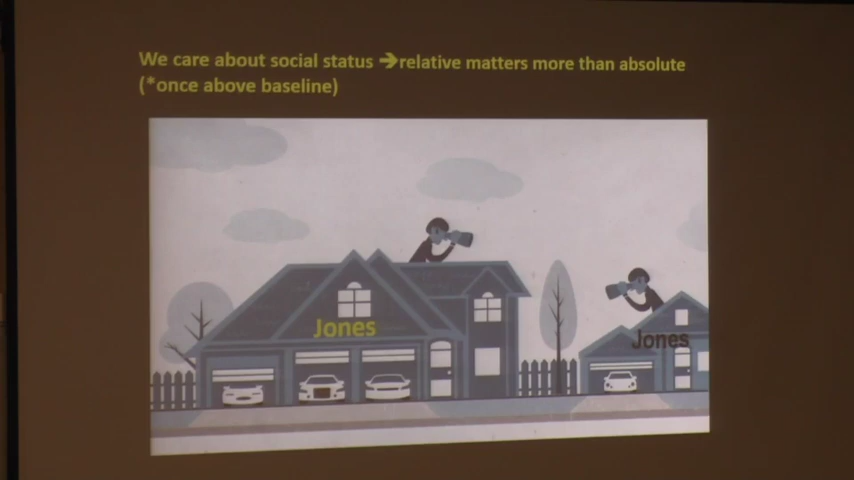 We care about social status ➔relative matters more than absolute
(*once above baseline)
Jones
Jones